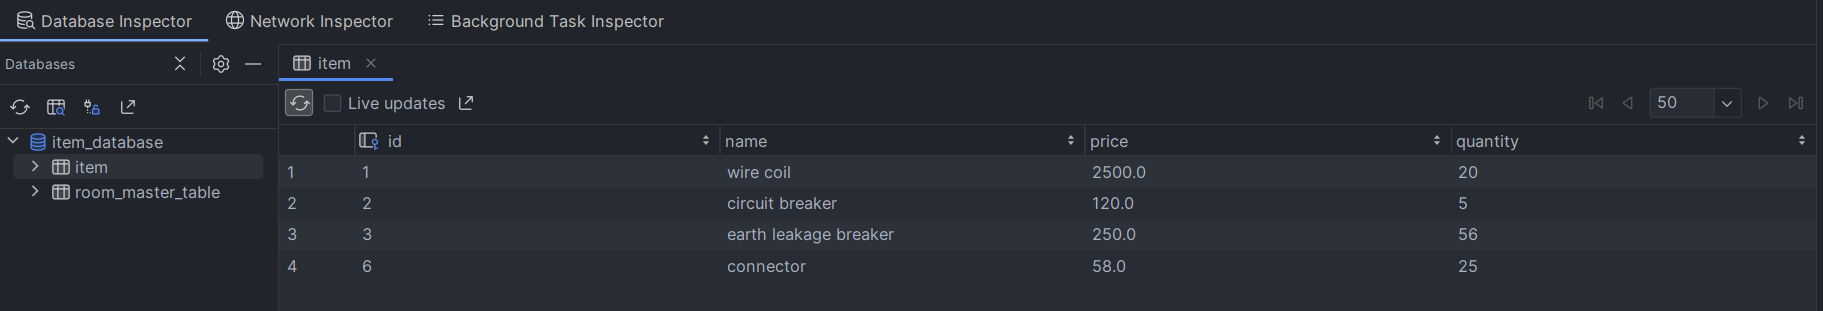 Database Inspector Network Inspector Background Task Inspector
Databases item
Live updates 50
item_database id name price quantity
item 1 1 wire coil 2500.0 20
room_master_table 2 2 circuit breaker 120.0 5
3 3 earth leakage breaker 250.0 56
4 6 connector 58.0 25